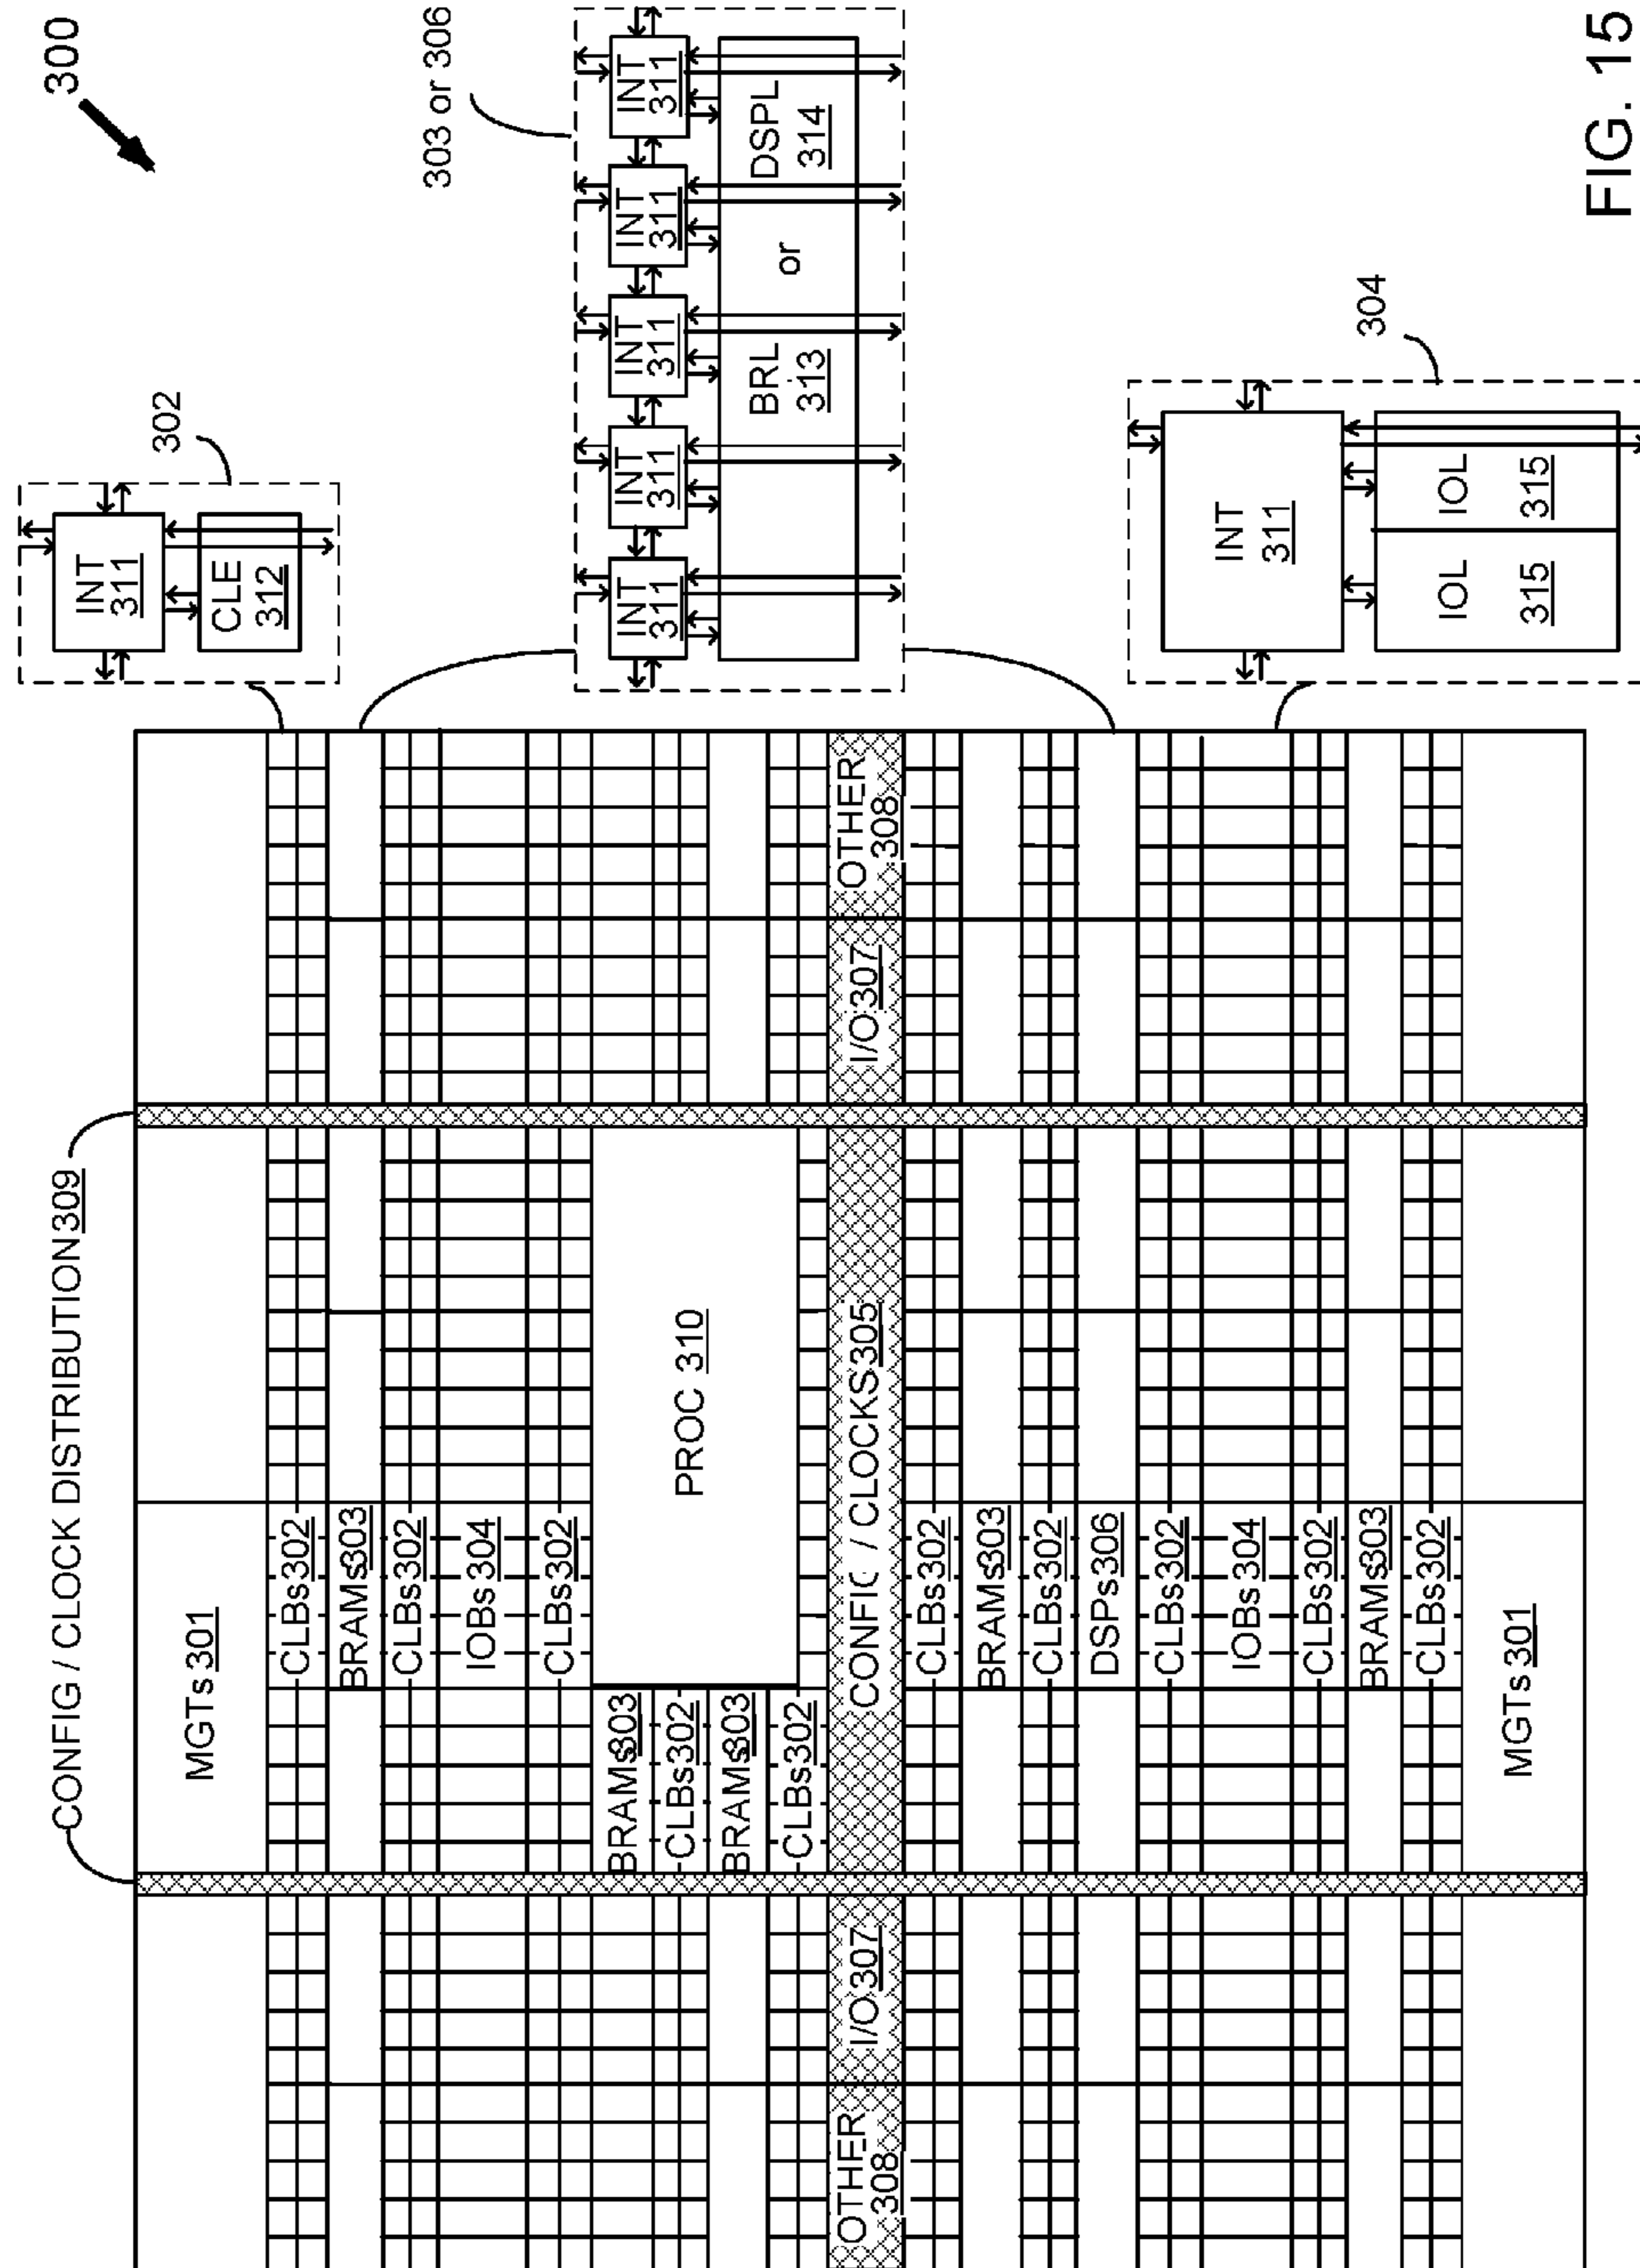 300
CONFIG / CLOCK DISTRIBUTION 309
MGTs 301
CLBs 302
BRAMs 303
CLBs 302
IOBs 304
CLBs 302
BRAMs 303
CLBs 302
BRAMs 303
CLBs 302
PROC 310
OTHER
308
I/O 307
CONFIG / CLOCKS 305
I/O 307
OTHER
308
CLBs 302
BRAMs 303
CLBs 302
DSPs 306
CLBs 302
IOBs 304
CLBs 302
BRAMs 303
CLBs 302
MGTs 301
302
INT
311
CLE
312
303 or 306
INT
311
INT
311
INT
311
INT
311
INT
311
BRL
313
or
DSPL
314
304
INT
311
IOL
315
IOL
315
FIG. 15